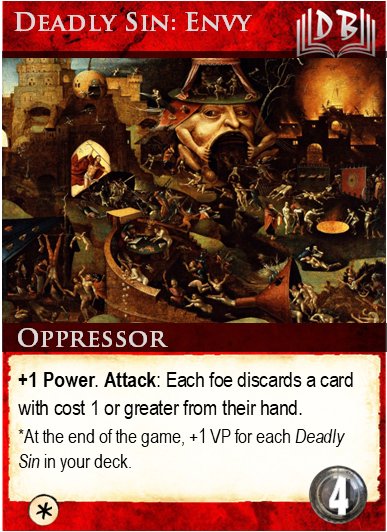 DEADLY SIN: ENVY
DB
OPPRESSOR
+1 Power. Attack: Each foe discards a card
with cost 1 or greater from their hand.
*At the end of the game, +1 VP for each Deadly
Sin in your deck.
*
4